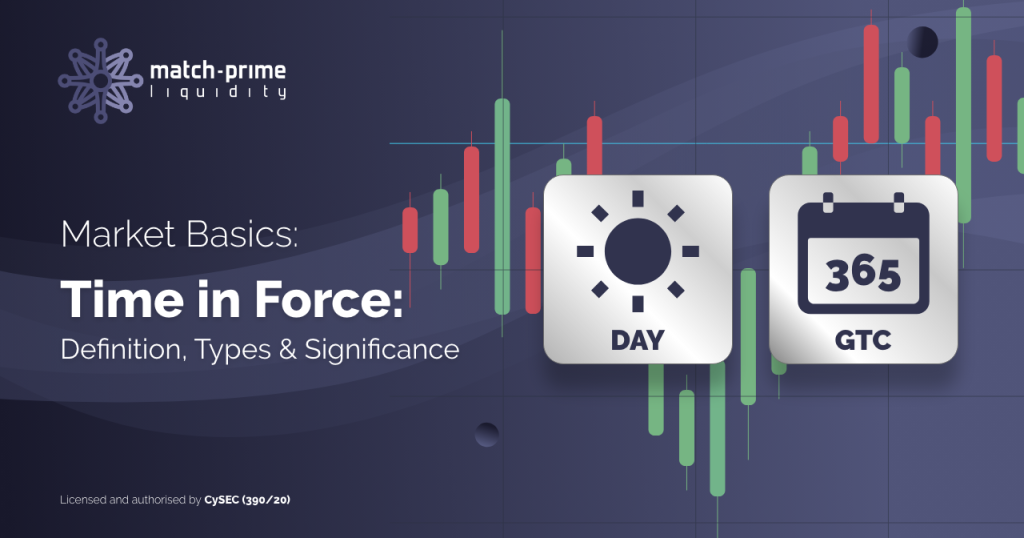 match-prime
liquidity
Market Basics:
Time in Force:
Definition, Types & Significance
DAY
365
GTC
Licensed and authorised by CySEC (390/20)